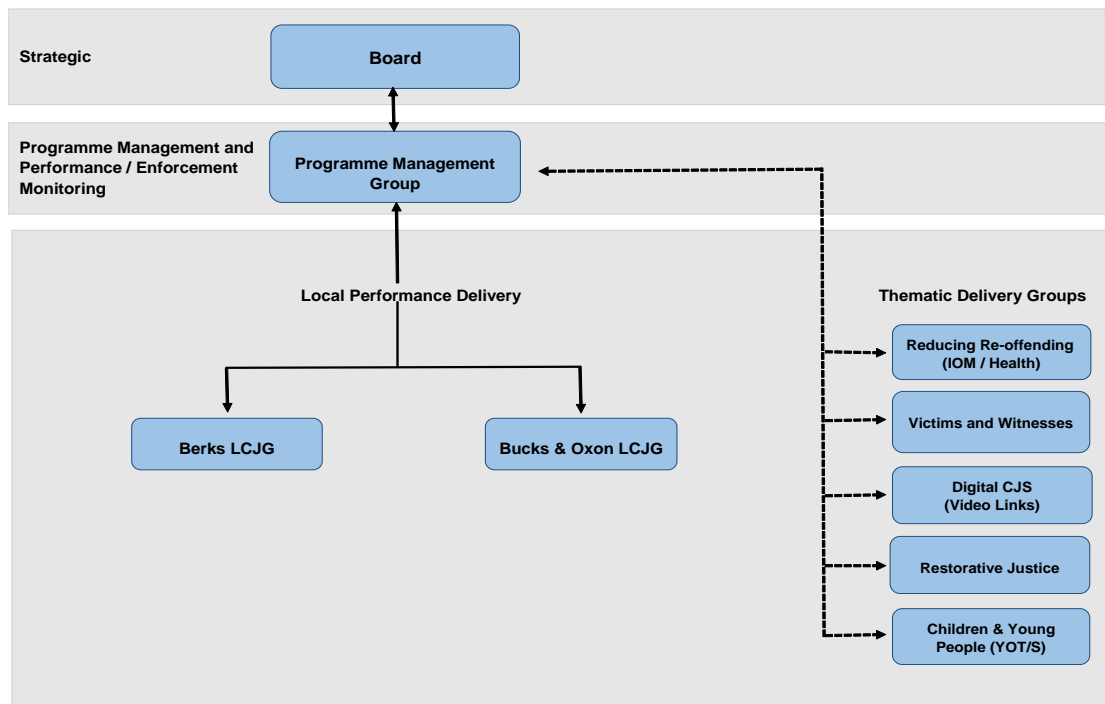 Strategic
Board
Programme Management and
Performance / Enforcement
Monitoring
Programme Management
Group
Local Performance Delivery
Thematic Delivery Groups
Berks LCJG
Bucks & Oxon LCJG
Reducing Re-offending
(IOM / Health)
Victims and Witnesses
Digital CJS
(Video Links)
Restorative Justice
Children & Young
People (YOT/S)